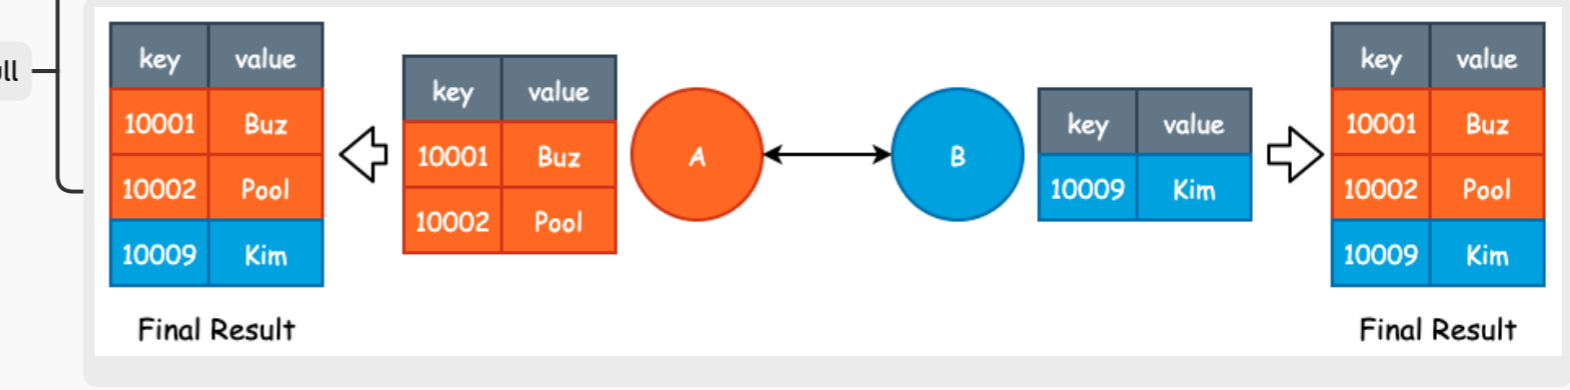 ll
key value
10001 Buz
10002 Pool
10009 Kim
Final Result
key value
10001 Buz
10002 Pool
A
B
key value
10009 Kim
key value
10001 Buz
10002 Pool
10009 Kim
Final Result